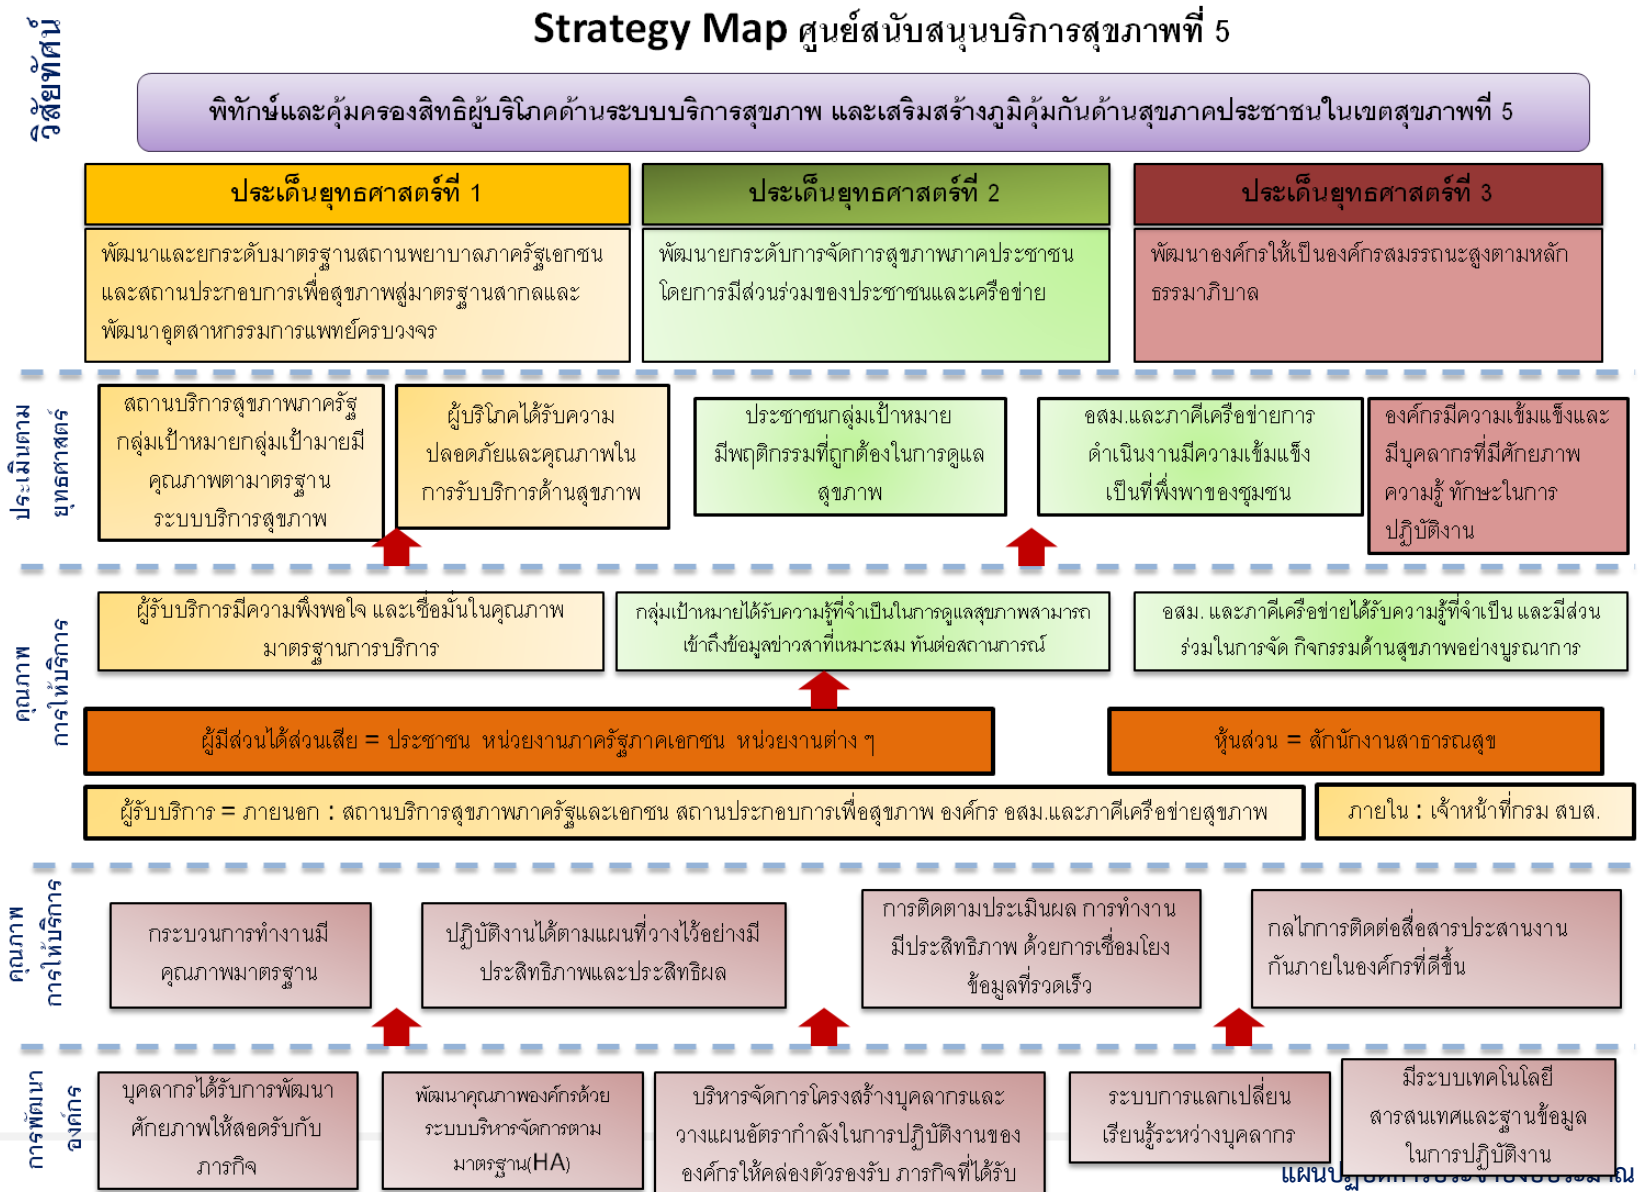 Strategy Map ศูนย์สนับสนุนบริการสุขภาพที่ 5
วิสัยทัศน์
พิทักษ์และคุ้มครองสิทธิผู้บริโภคด้านระบบบริการสุขภาพ และเสริมสร้างภูมิคุ้มกันด้านสุขภาคประชาชนในเขตสุขภาพที่ 5
ประเด็นยุทธศาสตร์ที่ 1
ประเด็นยุทธศาสตร์ที่ 2
ประเด็นยุทธศาสตร์ที่ 3
พัฒนาและยกระดับมาตรฐานสถานพยาบาลภาครัฐเอกชน
และสถานประกอบการเพื่อสุขภาพสู่มาตรฐานสากลและ
พัฒนาอุตสาหกรรมการแพทย์ครบวงจร
พัฒนายกระดับการจัดการสุขภาพภาคประชาชน
โดยการมีส่วนร่วมของประชาชนและเครือข่าย
พัฒนาองค์กรให้เป็นองค์กรสมรรถนะสูงตามหลัก
ธรรมาภิบาล
ประเมินตาม
ยุทธศาสตร์
สถานบริการสุขภาพภาครัฐ
กลุ่มเป้าหมายกลุ่มเป้ามายมี
คุณภาพตามาตรฐาน
ระบบบริการสุขภาพ
ผู้บริโภคได้รับความ
ปลอดภัยและคุณภาพใน
การรับบริการด้านสุขภาพ
ประชาชนกลุ่มเป้าหมาย
มีพฤติกรรมที่ถูกต้องในการดูแล
สุขภาพ
อสม.และภาคีเครือข่ายการ
ดำเนินงานมีความเข้มแข็ง
เป็นที่พึ่งพาของชุมชน
องค์กรมีความเข้มแข็งและ
มีบุคลากรที่มีศักยภาพ
ความรู้ ทักษะในการ
ปฏิบัติงาน
คุณภาพ
การให้บริการ
ผู้รับบริการมีความพึงพอใจ และเชื่อมั่นในคุณภาพ
มาตรฐานการบริการ
กลุ่มเป้าหมายได้รับความรู้ที่จำเป็นในการดูแลสุขภาพสามารถ
เข้าถึงข้อมูลข่าวสาที่เหมาะสม ทันต่อสถานการณ์
อสม. และภาคีเครือข่ายได้รับความรู้ที่จำเป็น และมีส่วน
ร่วมในการจัด กิจกรรมด้านสุขภาพอย่างบูรณาการ
ผู้มีส่วนได้ส่วนเสีย = ประชาชน หน่วยงานภาครัฐภาคเอกชน หน่วยงานต่าง ๆ
หุ้นส่วน = สักนักงานสาธารณสุข
ผู้รับบริการ = ภายนอก : สถานบริการสุขภาพภาครัฐและเอกชน สถานประกอบการเพื่อสุขภาพ องค์กร อสม.และภาคีเครือข่ายสุขภาพ
ภายใน : เจ้าหน้าที่กรม สบส.
คุณภาพ
การให้บริการ
กระบวนการทำงานมี
คุณภาพมาตรฐาน
ปฏิบัติงานได้ตามแผนที่วางไว้อย่างมี
ประสิทธิภาพและประสิทธิผล
การติดตามประเมินผล การทำงาน
มีประสิทธิภาพ ด้วยการเชื่อมโยง
ข้อมูลที่รวดเร็ว
กลไกการติดต่อสื่อสารประสานงาน
กันภายในองค์กรที่ดีขึ้น
การพัฒนา
องค์กร
บุคลากรได้รับการพัฒนา
ศักยภาพให้สอดรับกับ
ภารกิจ
พัฒนาคุณภาพองค์กรด้วย
ระบบบริหารจัดการตาม
มาตรฐาน(HA)
บริหารจัดการโครงสร้างบุคลากรและ
วางแผนอัตรากำลังในการปฏิบัติงานของ
องค์กรให้คล่องตัวรองรับ ภารกิจที่ได้รับ
ระบบการแลกเปลี่ยน
เรียนรู้ระหว่างบุคลากร
มีระบบเทคโนโลยี
สารสนเทศและฐานข้อมูล
ในการปฏิบัติงาน